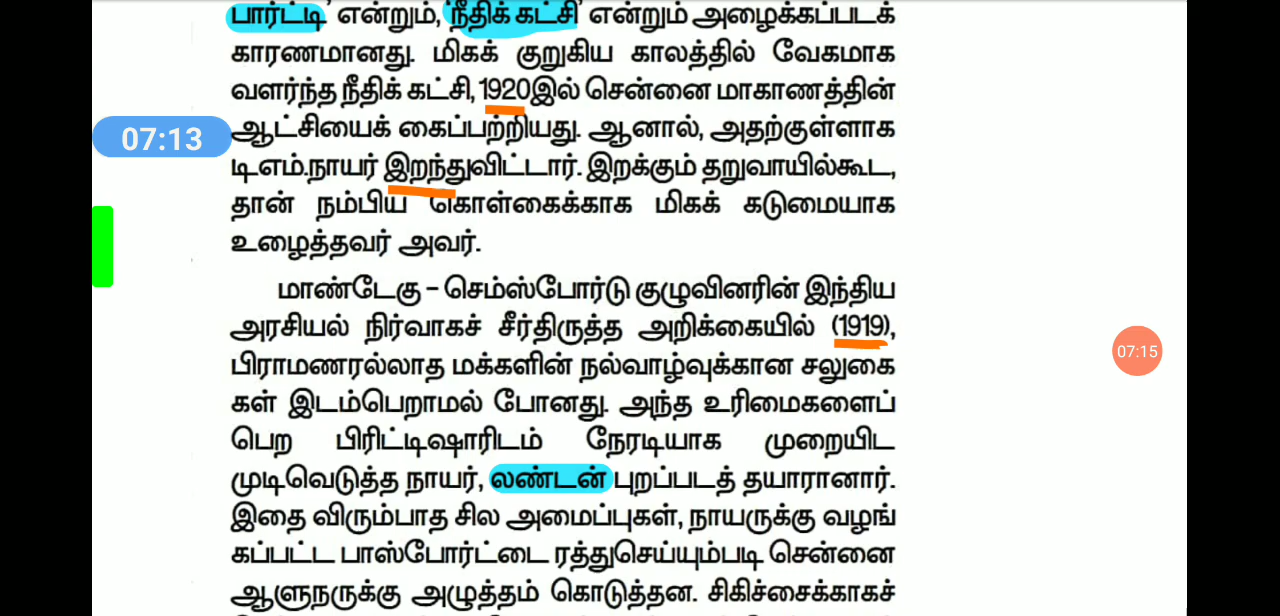 பார்ட்டி' என்றும், 'நீதிக் கட்சி' என்றும் அழைக்கப்படக்
காரணமானது. மிகக் குறுகிய காலத்தில் வேகமாக
வளர்ந்த நீதிக் கட்சி, 1920இல் சென்னை மாகாணத்தின்
07:13
ஆட்சியைக் கைப்பற்றியது. ஆனால், அதற்குள்ளாக
டி.எம்.நாயர் இறந்துவிட்டார். இறக்கும் தறுவாயில்கூட,
தான் நம்பிய கொள்கைக்காக மிகக் கடுமையாக
உழைத்தவர் அவர்.
மாண்டேகு – செம்ஸ்போர்டு குழுவினரின் இந்திய
அரசியல் நிர்வாகச் சீர்திருத்த அறிக்கையில் (1919),
07:15
பிராமணரல்லாத மக்களின் நல்வாழ்வுக்கான சலுகை
கள் இடம்பெறாமல் போனது. அந்த உரிமைகளைப்
பெற பிரிட்டிஷாரிடம் நேரடியாக முறையிட
முடிவெடுத்த நாயர், லண்டன் புறப்படத் தயாரானார்.
இதை விரும்பாத சில அமைப்புகள், நாயருக்கு வழங்
கப்பட்ட பாஸ்போர்ட்டை ரத்துசெய்யும்படி சென்னை
ஆளுநருக்கு அழுத்தம் கொடுத்தன. சிகிச்சைக்காகச்